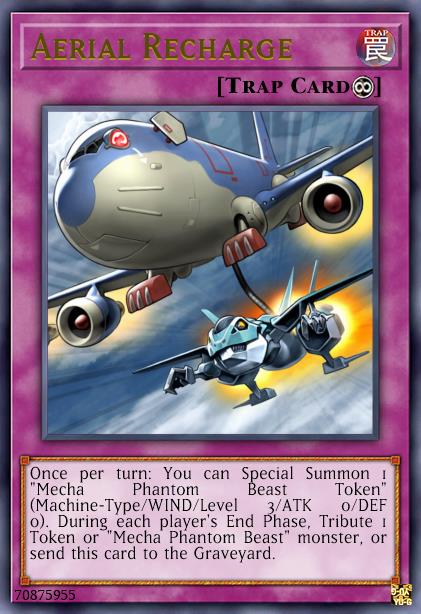 Aerial Recharge
TRAP
罠
[Trap Card]
Once per turn: You can Special Summon 1
"Mecha Phantom Beast Token"
(Machine-Type/WIND/Level 3/ATK 0/DEF
0). During each player's End Phase, Tribute 1
Token or "Mecha Phantom Beast" monster, or
send this card to the Graveyard.
70875955